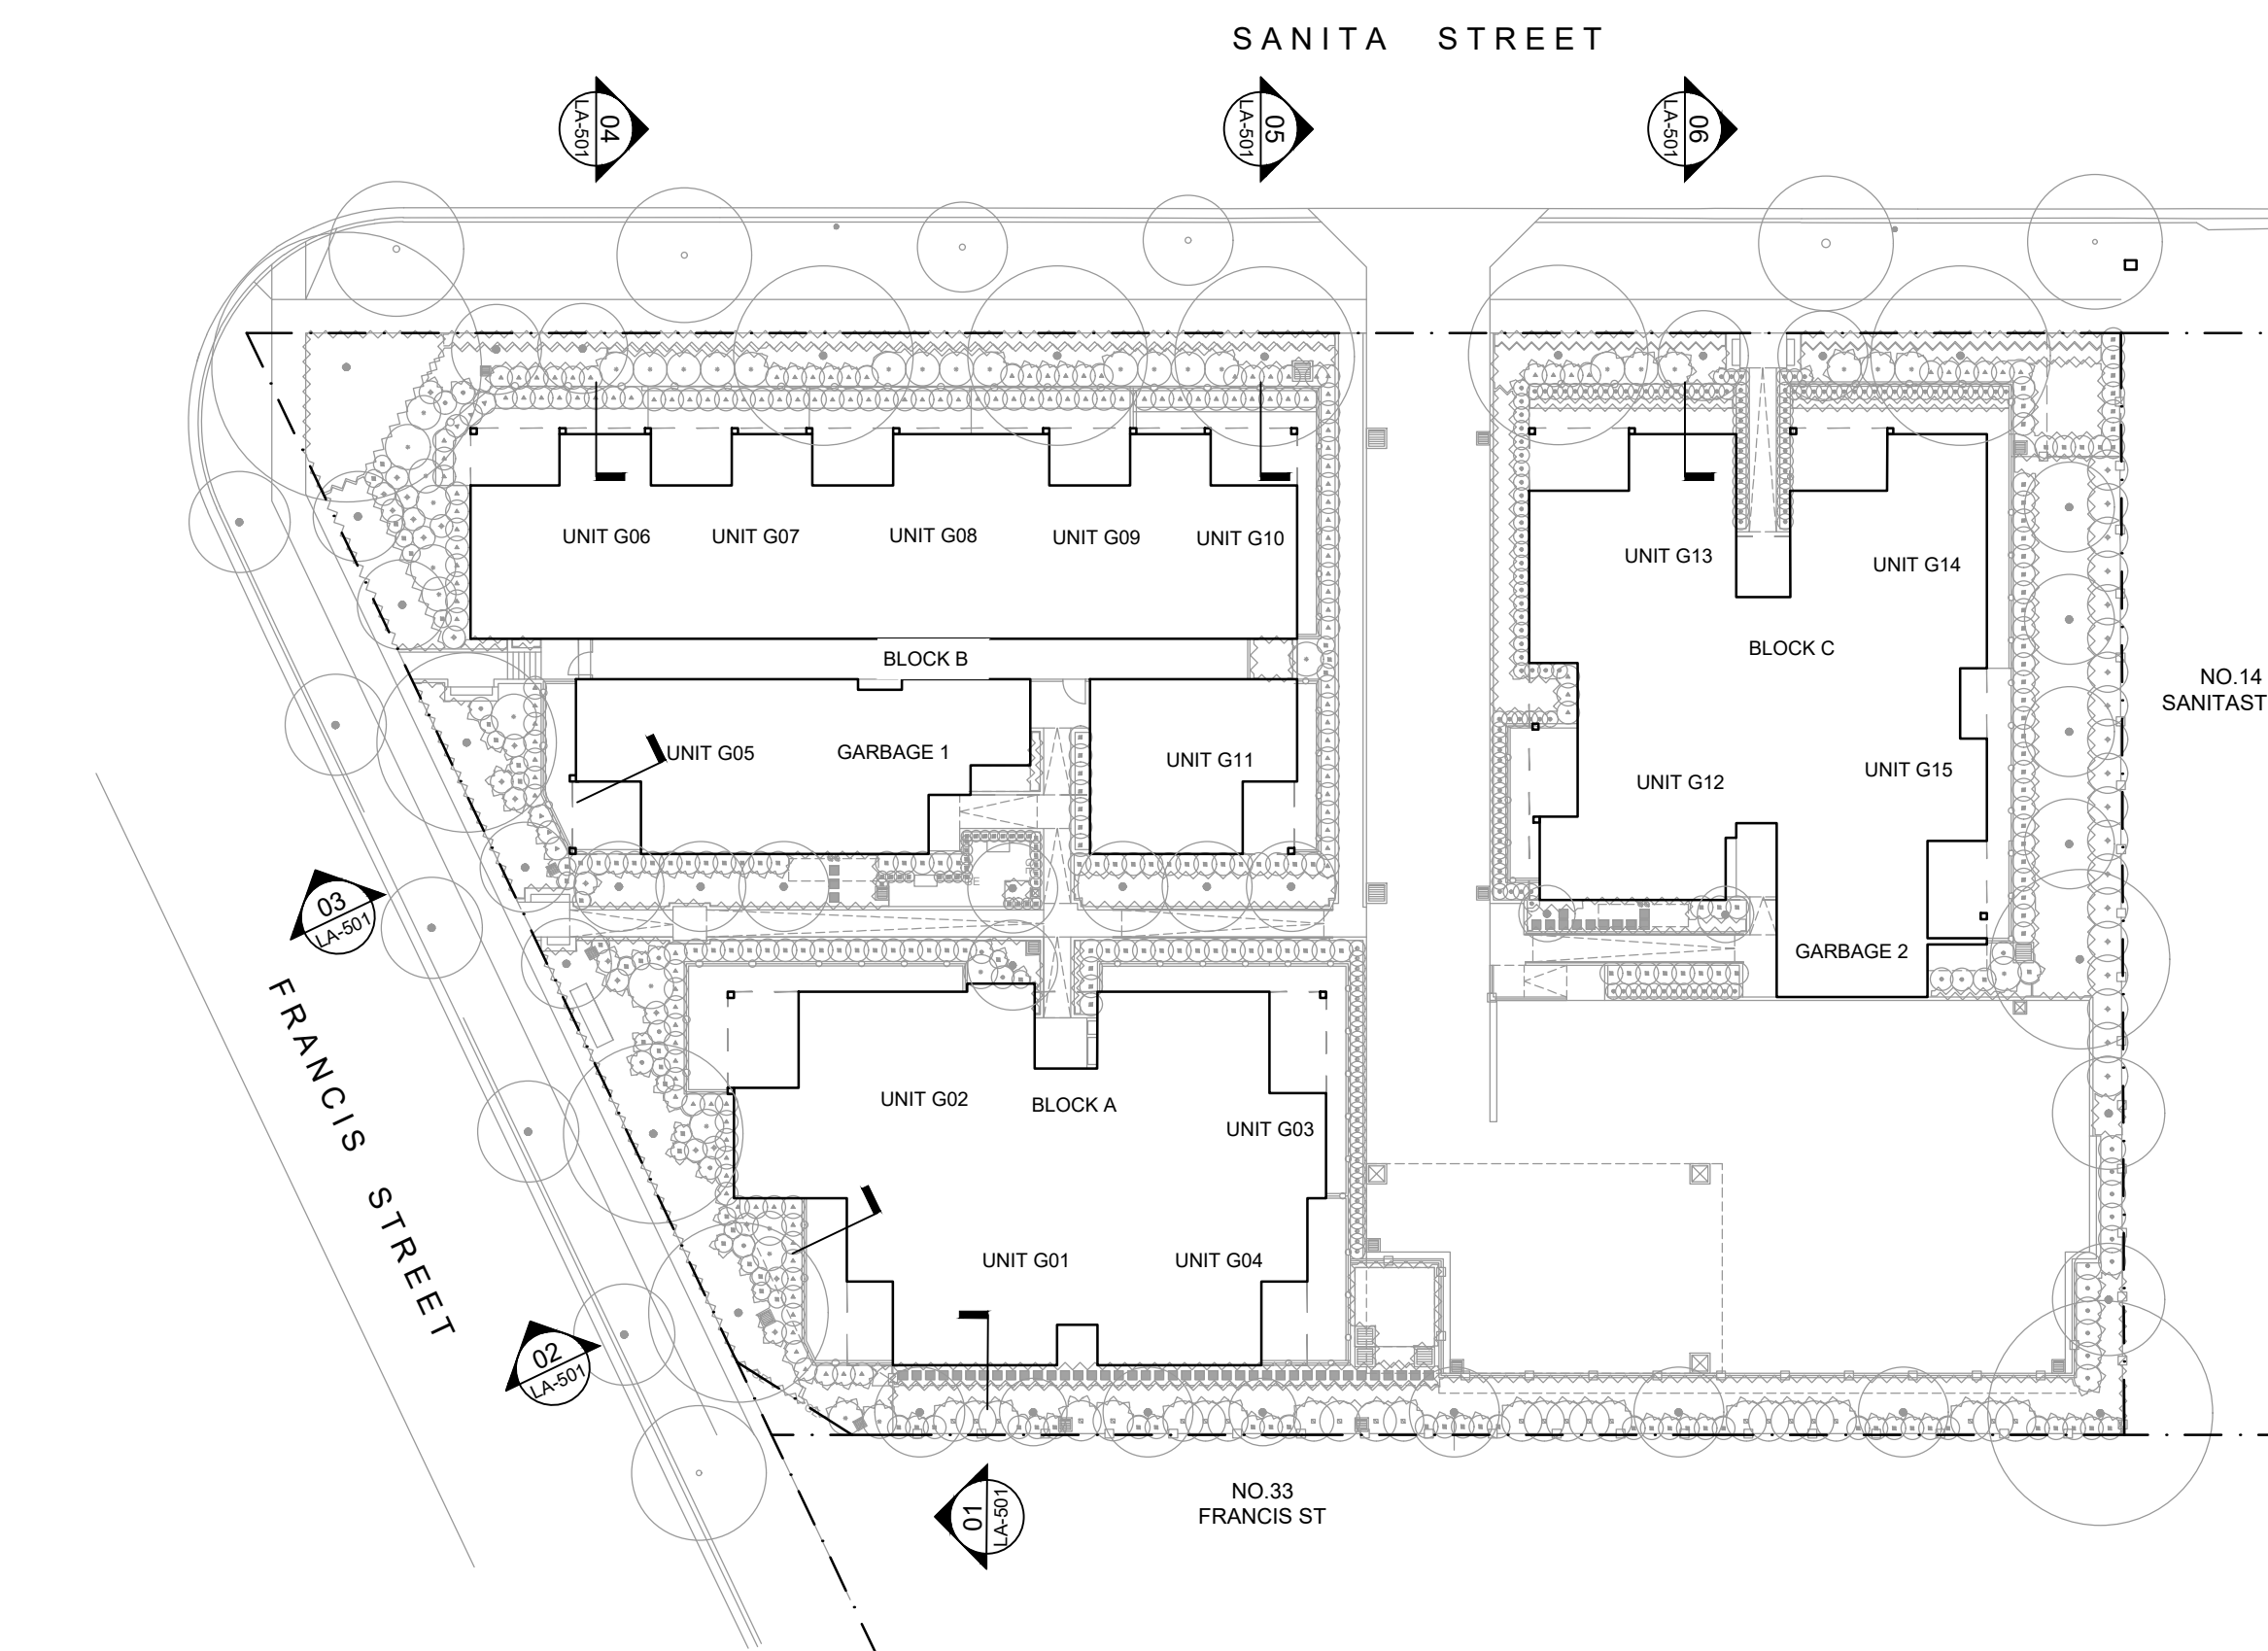 SANITA STREET
04
LA-501
05
LA-501
06
LA-501
UNIT G06
UNIT G07
UNIT G08
UNIT G09
UNIT G10
UNIT G13
UNIT G14
BLOCK B
BLOCK C
NO.14
SANITAST
UNIT G05
GARBAGE 1
UNIT G11
UNIT G12
UNIT G15
03
LA-501
GARBAGE 2
FRANCIS STREET
UNIT G02
BLOCK A
UNIT G03
UNIT G01
UNIT G04
02
LA-501
01
LA-501
NO.33
FRANCIS ST